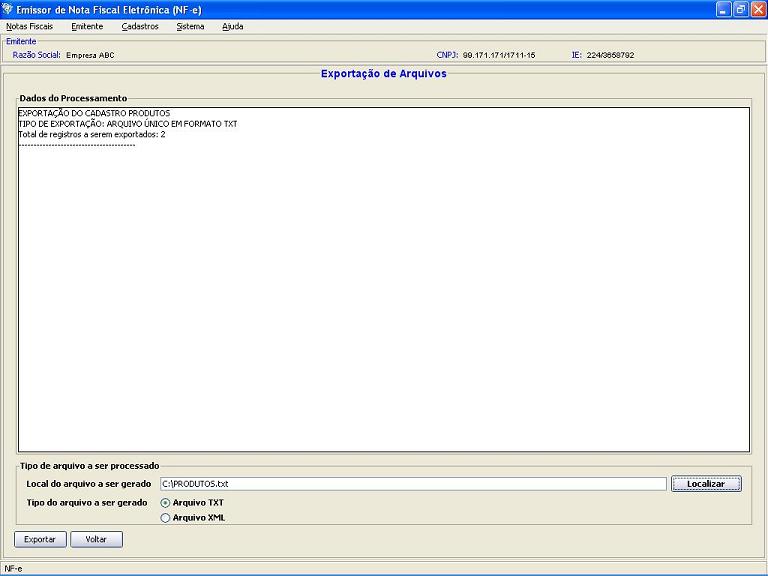 Emissor de Nota Fiscal Eletrônica (NF-e)
Notas Fiscais Emitente Cadastros Sistema Ajuda
Emitente
Razão Social: Empresa ABC CNPJ: 99.171.171/1711-15 IE: 224/3658792
Exportação de Arquivos
Dados do Processamento
EXPORTAÇÃO DO CADASTRO PRODUTOS
TIPO DE EXPORTAÇÃO: ARQUIVO ÚNICO EM FORMATO TXT
Total de registros a serem exportados: 2
---------------------------------------
Tipo de arquivo a ser processado
Local do arquivo a ser gerado C:\PRODUTOS.txt Localizar
Tipo do arquivo a ser gerado Arquivo TXT
Arquivo XML
Exportar Voltar
NF-e